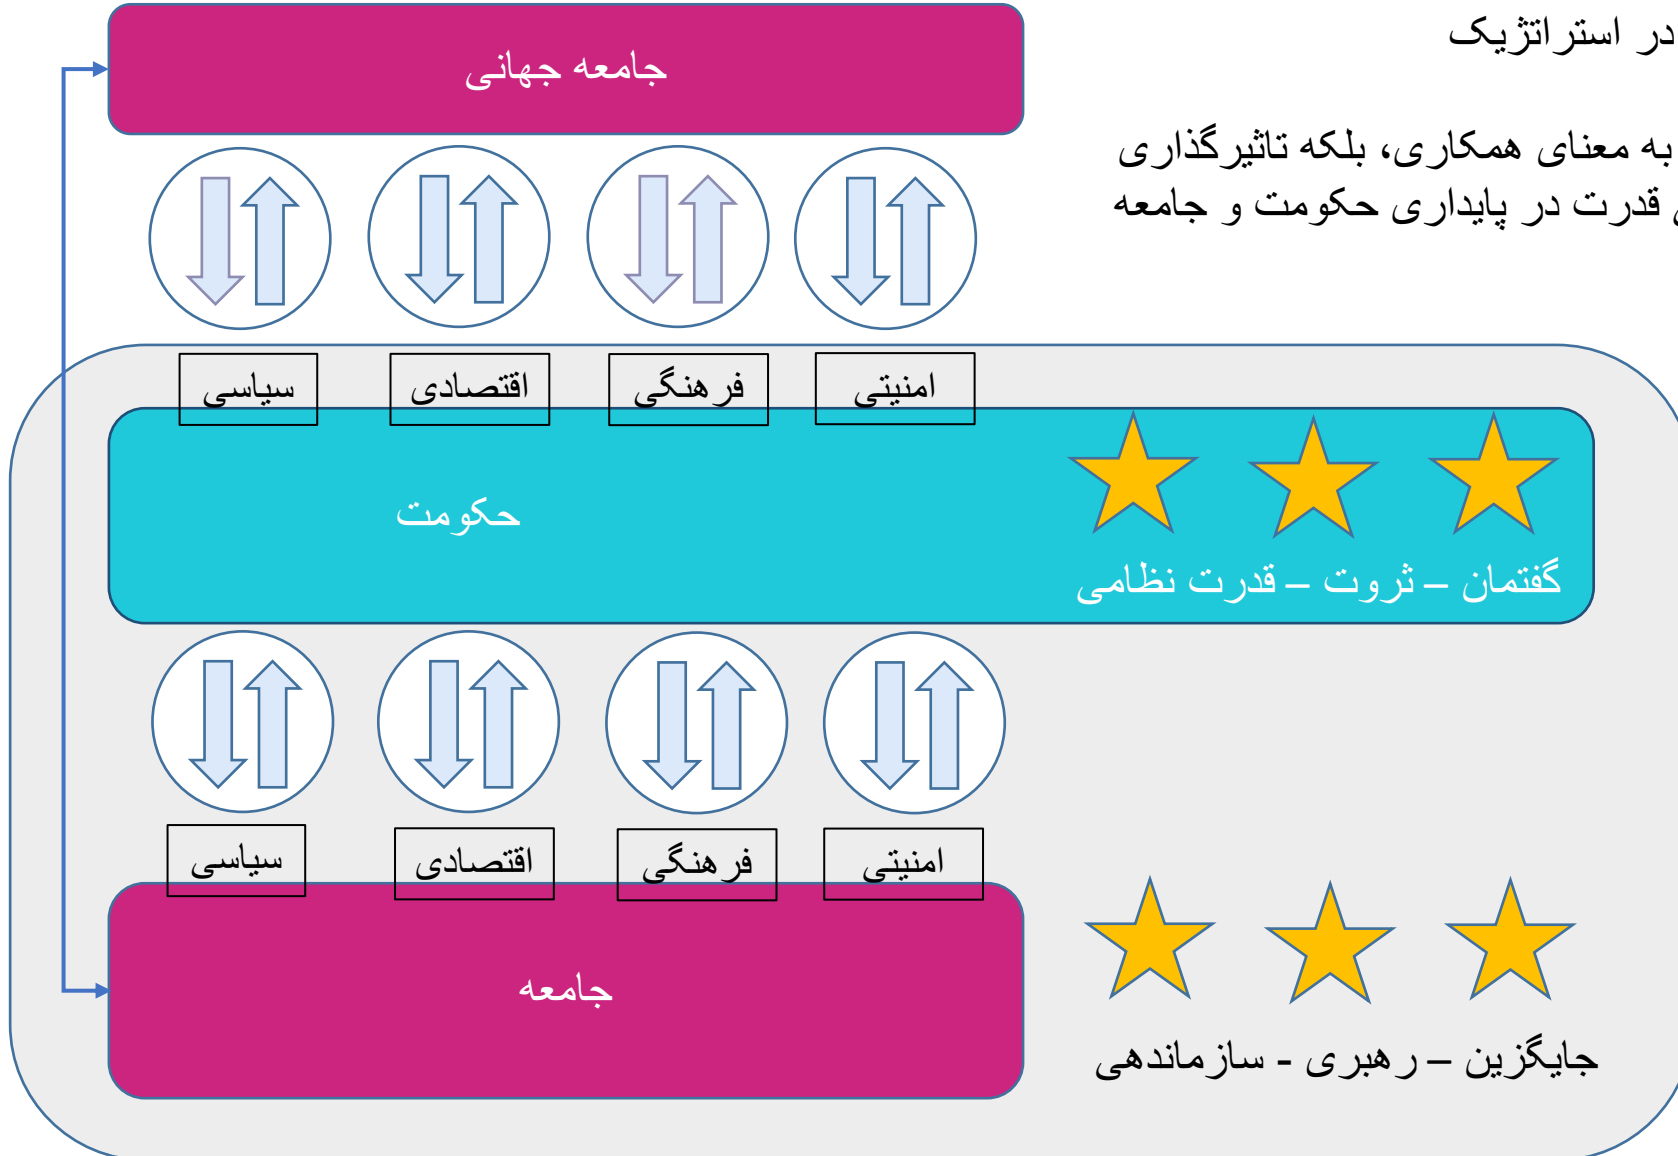 در استراتژیک
جامعه جهانی
به معنای همکاری، بلکه تاثیرگذاری
قدرت در پایداری حکومت و جامعه
سیاسی
اقتصادی
فرهنگی
امنیتی
حکومت
گفتمان – ثروت – قدرت نظامی
سیاسی
اقتصادی
فرهنگی
امنیتی
جامعه
جایگزین – رهبری - سازماندهی